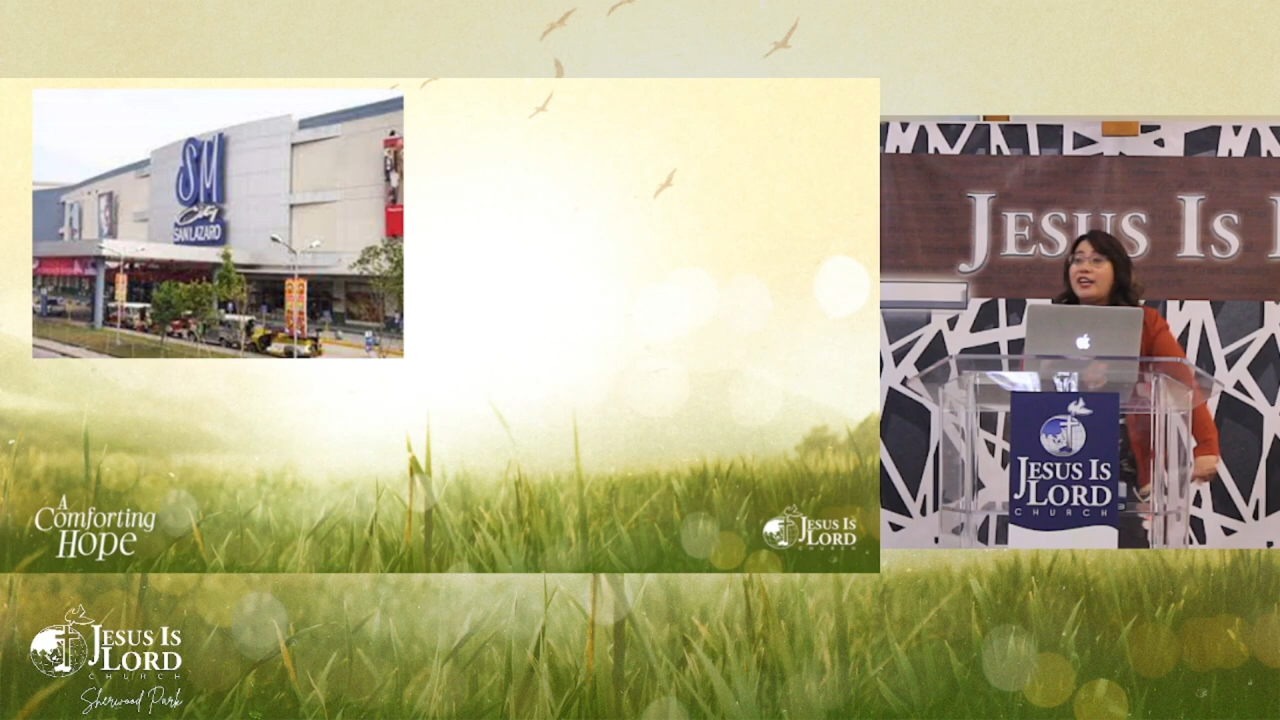 SM
City
SAN LAZARO
A
Comforting
Hope
JESUS IS
LORD
CHURCH
JESUS IS
JESUS IS
LORD
CHURCH
JESUS IS
LORD
CHURCH
Sherwood Park